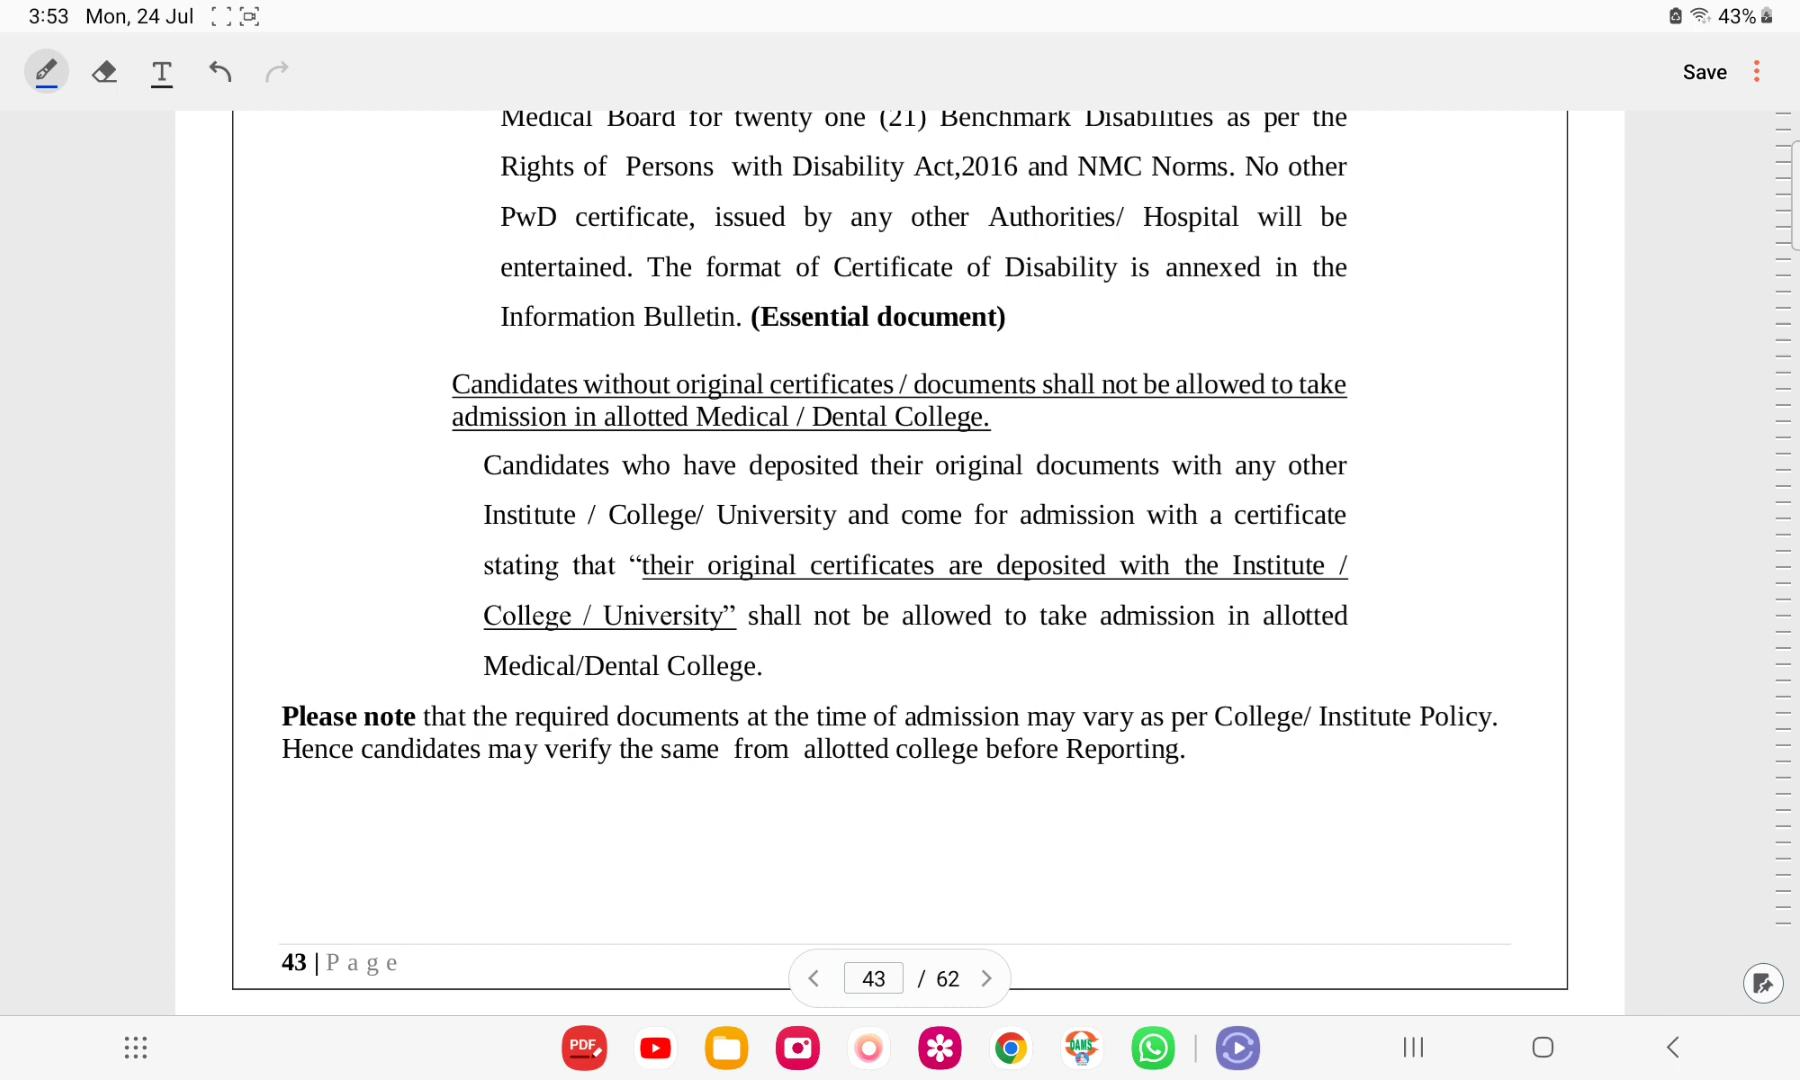 3:53 Mon, 24 Jul
43%
T
Save
Medical Board for twenty one (21) Benchmark Disabilities as per the
Rights of Persons with Disability Act,2016 and NMC Norms. No other
PwD certificate, issued by any other Authorities/ Hospital will be
entertained. The format of Certificate of Disability is annexed in the
Information Bulletin. (Essential document)
Candidates without original certificates / documents shall not be allowed to take
admission in allotted Medical / Dental College.
Candidates who have deposited their original documents with any other
Institute / College/ University and come for admission with a certificate
stating that “their original certificates are deposited with the Institute /
College / University” shall not be allowed to take admission in allotted
Medical/Dental College.
Please note that the required documents at the time of admission may vary as per College/ Institute Policy.
Hence candidates may verify the same from allotted college before Reporting.
43 | Page
43 / 62
PDF
DAMS